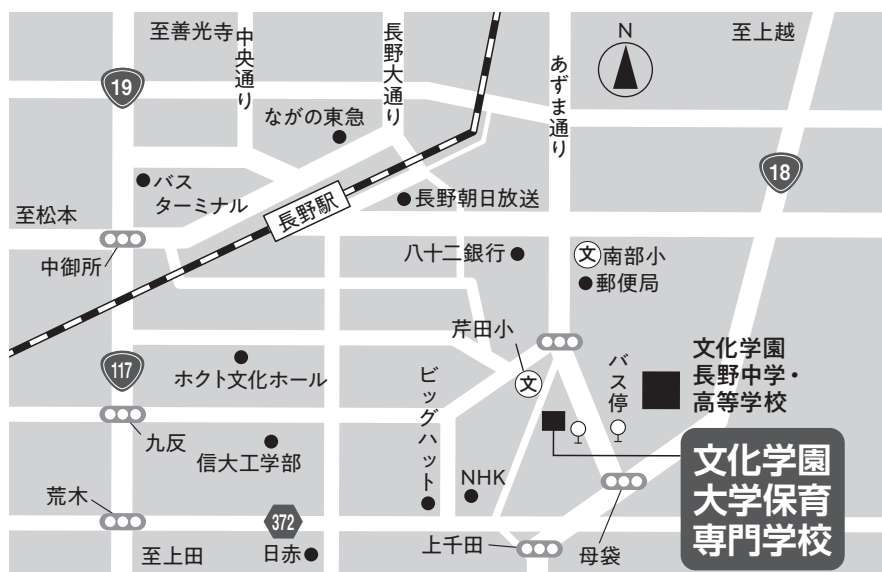 至善光寺
中央通り
長野大通り
N
至上越
19
あずま通り
ながの東急
18
バス
ターミナル
長野朝日放送
至松本
長野駅
中御所
八十二銀行
文
南部小
郵便局
芹田小
117
ホクト文化ホール
ビッグハット
文
バス停
文化学園
長野中学・
高等学校
九反
信大工学部
NHK
文化学園
大学保育
専門学校
荒木
372
至上田
日赤
上千田
母袋